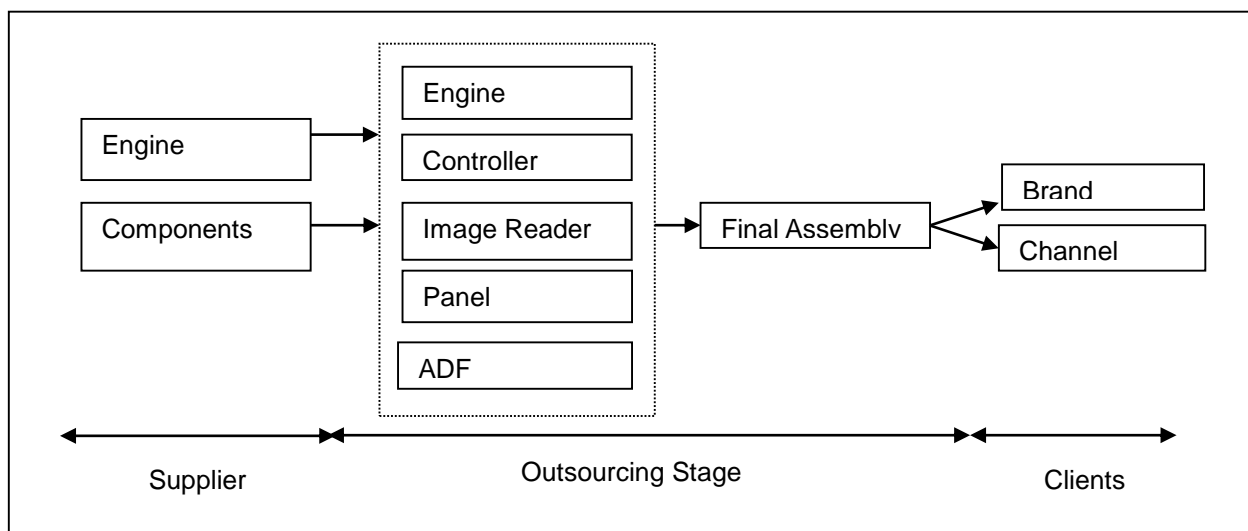 Engine
Components
Engine
Controller
Image Reader
Panel
ADF
Final Assembly
Brand
Channel
Supplier
Outsourcing Stage
Clients